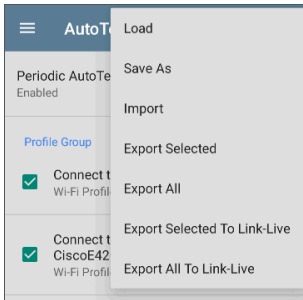 AutoT
Periodic AutoTe
Enabled
Profile Group
Connect t
Wi-Fi Profil
Connect t
CiscoE42
Wi-Fi Profil
Load
Save As
Import
Export Selected
Export All
Export Selected To Link-Live
Export All To Link-Live